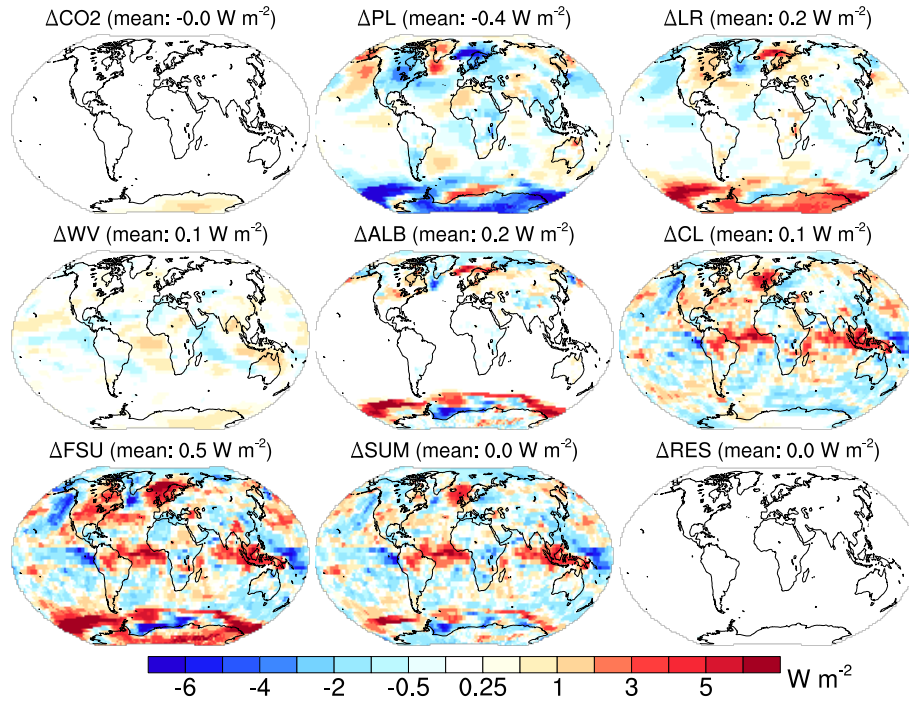 ΔCO2 (mean: -0.0 W m⁻²)
ΔPL (mean: -0.4 W m⁻²)
ΔLR (mean: 0.2 W m⁻²)
ΔWV (mean: 0.1 W m⁻²)
ΔALB (mean: 0.2 W m⁻²)
ΔCL (mean: 0.1 W m⁻²)
ΔFSU (mean: 0.5 W m⁻²)
ΔSUM (mean: 0.0 W m⁻²)
ΔRES (mean: 0.0 W m⁻²)
-6 -4 -2 -0.5 0.25 1 3 5 W m⁻²